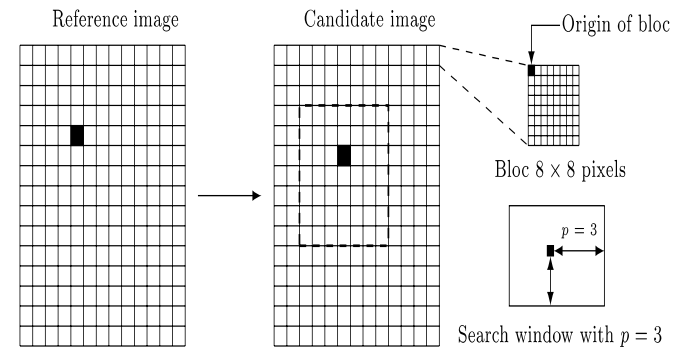 Reference image
Candidate image
Origin of bloc
Bloc 8 × 8 pixels
p = 3
Search window with p = 3